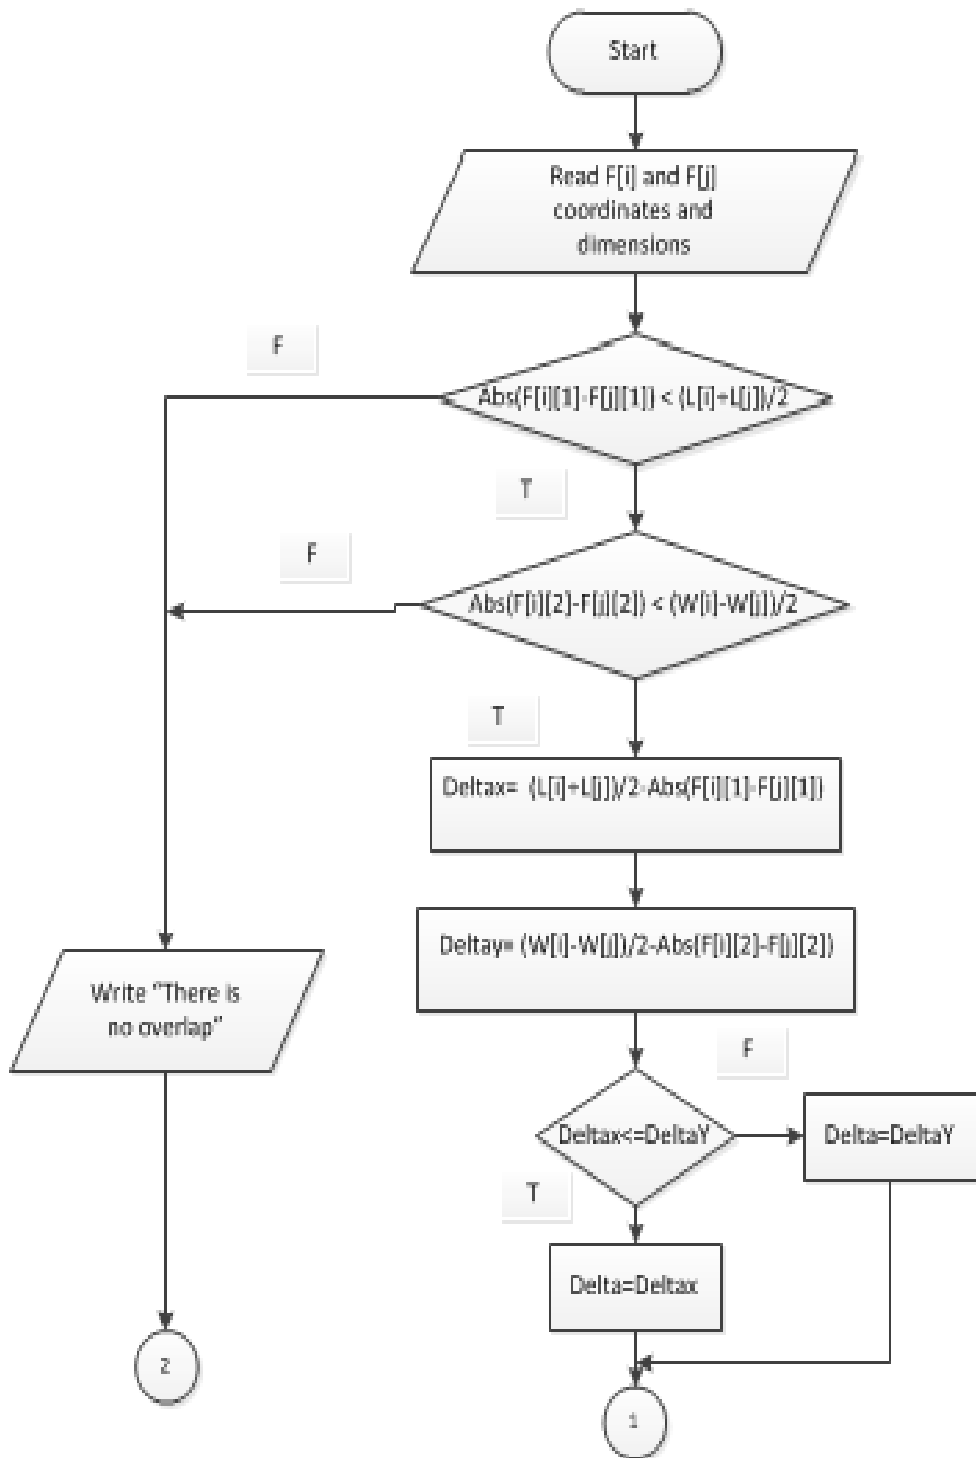 Start
Read F[i] and F[j]
coordinates and
dimensions
F
Abs(F[i][1]-F[j][1]) < (L[i]+L[j])/2
T
F
Abs(F[i][2]-F[j][2]) < (W[i]-W[j])/2
T
Deltax=  (L[i]+L[j])/2-Abs(F[i][1]-F[j][1])
Deltay= (W[i]-W[j])/2-Abs(F[i][2]-F[j][2])
Write "There is
no overlap"
F
Deltax<=DeltaY
Delta=DeltaY
T
Delta=Deltax
2
1